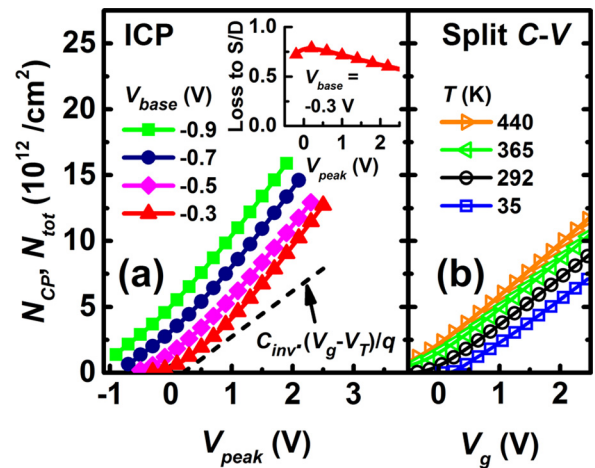 ICP
V_base (V)
-0.9
-0.7
-0.5
-0.3
Loss to S/D
1.0
0.5
0.0
V_base =
-0.3 V
0 1 2
V_peak (V)
(a)
C_inv·(V_g-V_T)/q
N_CP, N_tot (10^12 /cm^2)
25
20
15
10
5
0
-1 0 1 2 3
V_peak (V)
Split C-V
T (K)
440
365
292
35
(b)
0 1 2
V_g (V)